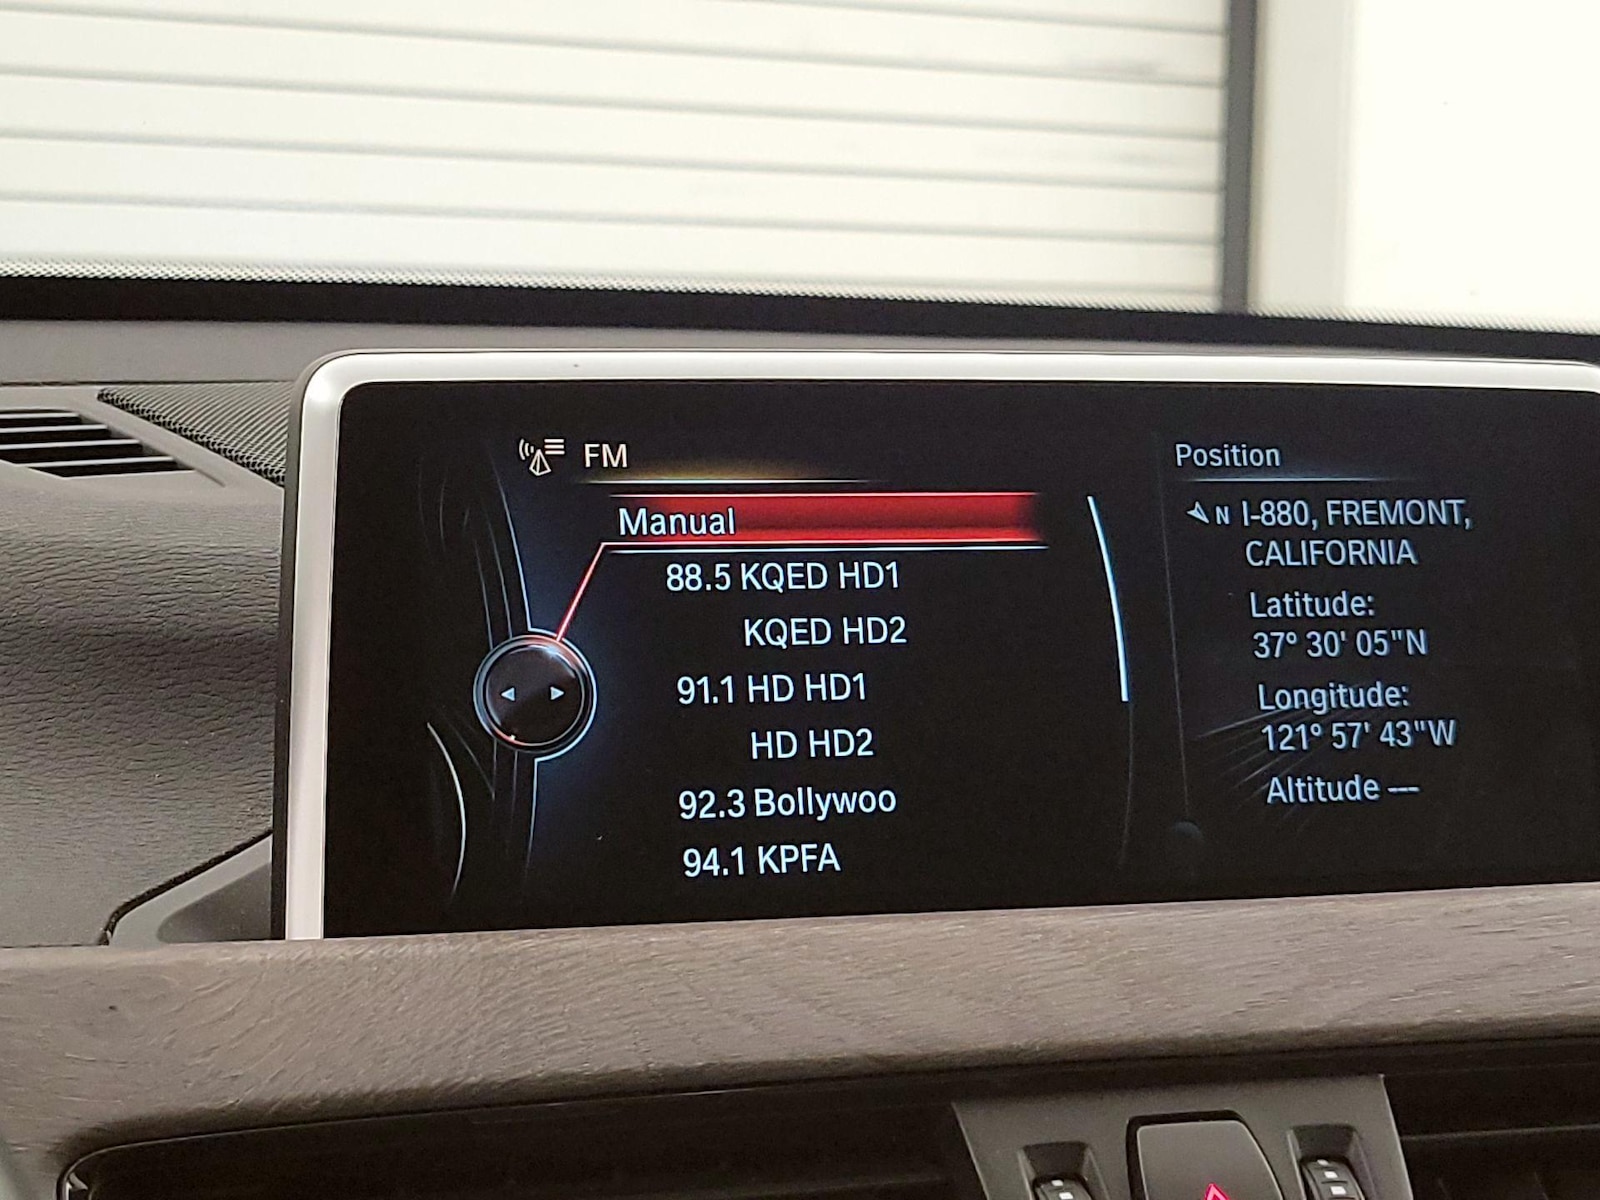 FM
Manual
88.5 KQED HD1
KQED HD2
91.1 HD HD1
HD HD2
92.3 Bollywoo
94.1 KPFA
Position
N I-880, FREMONT,
CALIFORNIA
Latitude:
37° 30' 05"N
Longitude:
121° 57' 43"W
Altitude ---